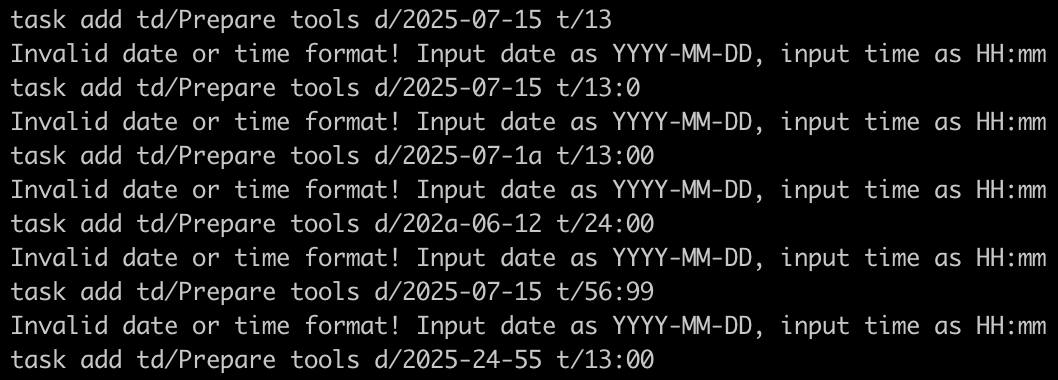 task add td/Prepare tools d/2025-07-15 t/13
Invalid date or time format! Input date as YYYY-MM-DD, input time as HH:mm
task add td/Prepare tools d/2025-07-15 t/13:0
Invalid date or time format! Input date as YYYY-MM-DD, input time as HH:mm
task add td/Prepare tools d/2025-07-1a t/13:00
Invalid date or time format! Input date as YYYY-MM-DD, input time as HH:mm
task add td/Prepare tools d/202a-06-12 t/24:00
Invalid date or time format! Input date as YYYY-MM-DD, input time as HH:mm
task add td/Prepare tools d/2025-07-15 t/56:99
Invalid date or time format! Input date as YYYY-MM-DD, input time as HH:mm
task add td/Prepare tools d/2025-24-55 t/13:00